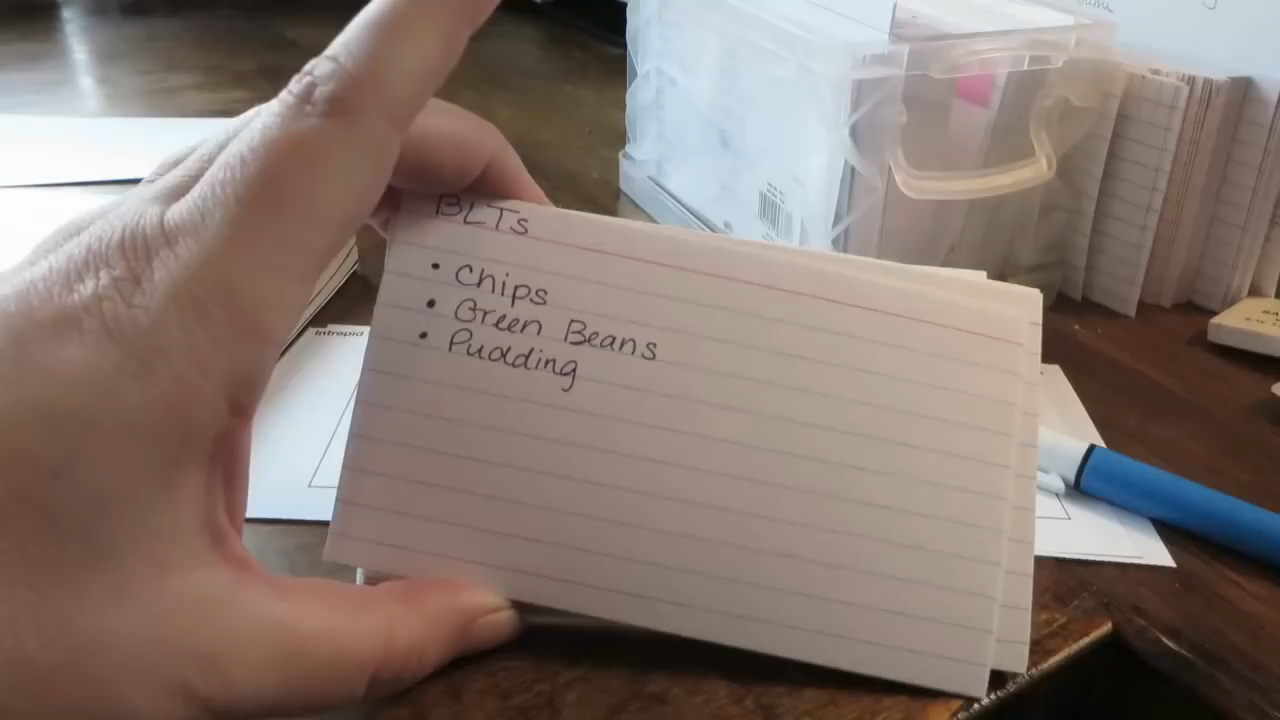 BLTs
• Chips
• Green Beans
• Pudding
Intrepid